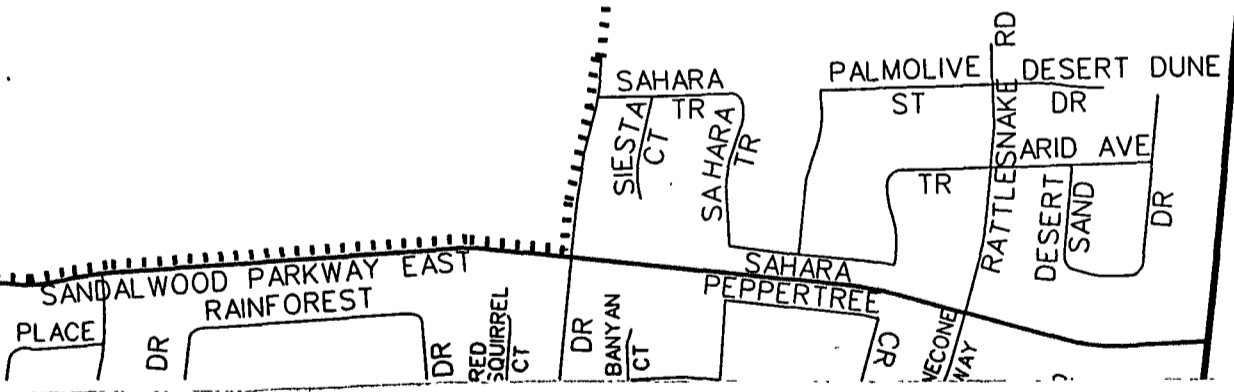 RD
PALMOLIVE
DESERT DUNE
SAHARA
ST
DR
TR
SIESTA
CT
SAHARA
TR
RATTLESNAKE
ARID AVE
TR
DESERT
SAND
DR
SAHARA
SANDALWOOD PARKWAY EAST
PEPPERTREE
RAINFOREST
PLACE
DR
DR
RED
SQUIRREL
CT
DR
BANYAN
CT
CR
NECONE
WAY